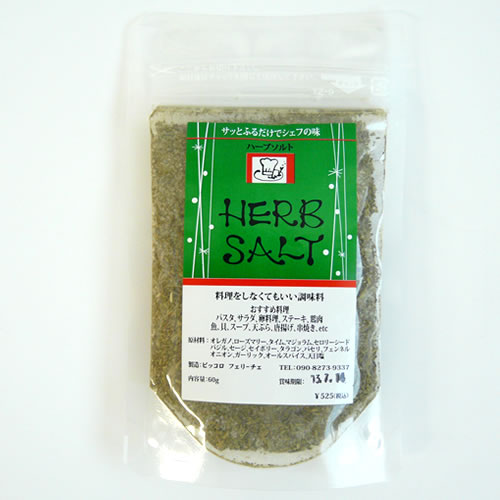 サッとふるだけでシェフの味
ハーブソルト
HERB
SALT
料理をしなくてもいい調味料
おすすめ料理
パスタ、サラダ、卵料理、ステーキ、鶏肉
魚、貝、スープ、天ぷら、唐揚げ、串焼き、etc
原材料：オレガノ、ローズマリー、タイム、マジョラム、セロリーシード
バジル、セージ、セイボリー、タラゴン、パセリ、フェンネル
オニオン、ガーリック、オールスパイス、天日塩
製造：ピッコロ フェリーチェ TEL：090-8273-9337
内容量：60g 賞味期限：
￥525(税込)